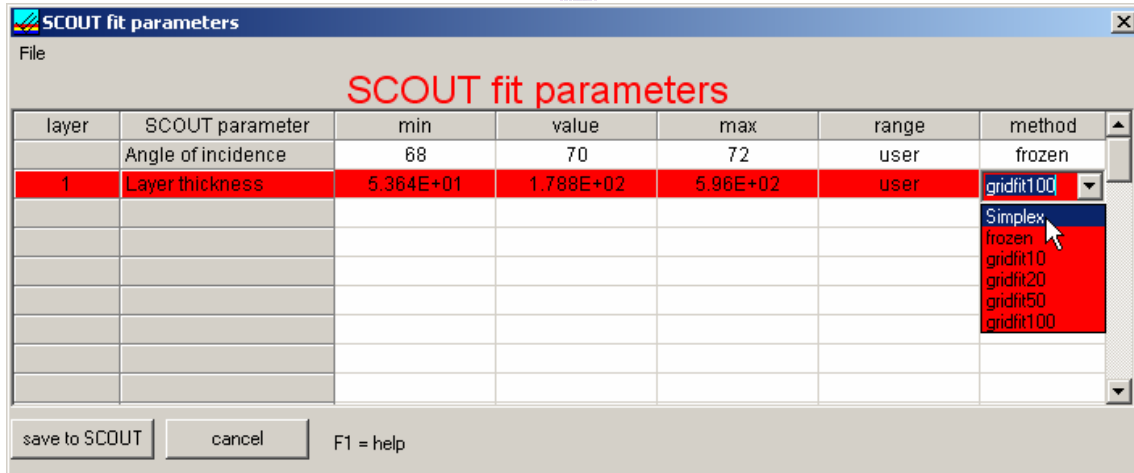 SCOUT fit parameters
File
SCOUT fit parameters
layer SCOUT parameter min value max range method
Angle of incidence 68 70 72 user frozen
1 Layer thickness 5.364E+01 1.788E+02 5.96E+02 user gridfit100
Simplex
frozen
gridfit10
gridfit20
gridfit50
gridfit100
save to SCOUT cancel F1 = help